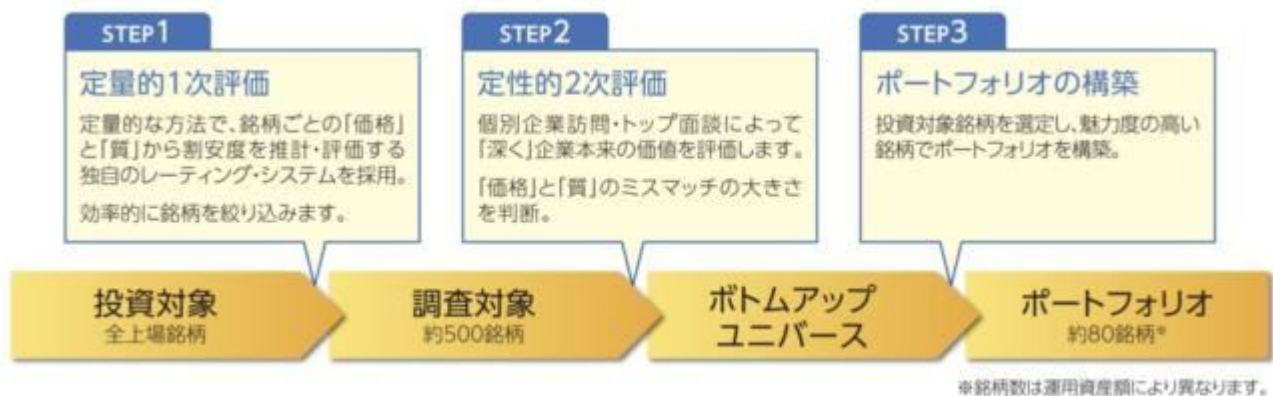 STEP1
定量的1次評価
定量的な方法で、銘柄ごとの「価格」
と「質」から割安度を推計・評価する
独自のレーティング・システムを採用。
効率的に銘柄を絞り込みます。
STEP2
定性的2次評価
個別企業訪問・トップ面談によって
「深く」企業本来の価値を評価します。
「価格」と「質」のミスマッチの大きさ
を判断。
STEP3
ポートフォリオの構築
投資対象銘柄を選定し、魅力度の高い
銘柄でポートフォリオを構築。
投資対象
全上場銘柄
調査対象
約500銘柄
ボトムアップ
ユニバース
ポートフォリオ
約80銘柄※
※銘柄数は運用資産額により異なります。